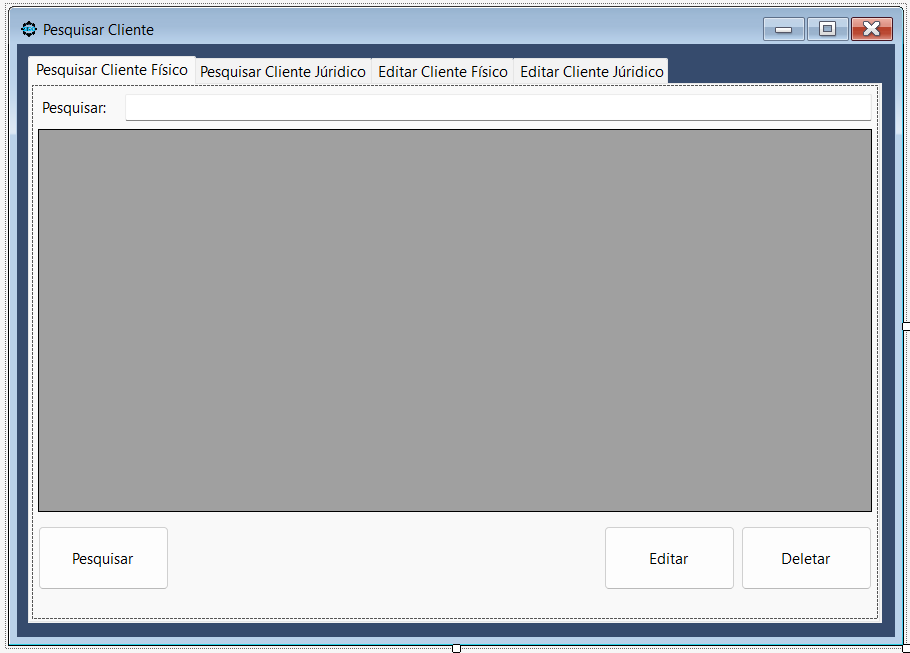 Pesquisar Cliente
Pesquisar Cliente Físico Pesquisar Cliente Júridico Editar Cliente Físico Editar Cliente Júridico
Pesquisar:
Pesquisar Editar Deletar